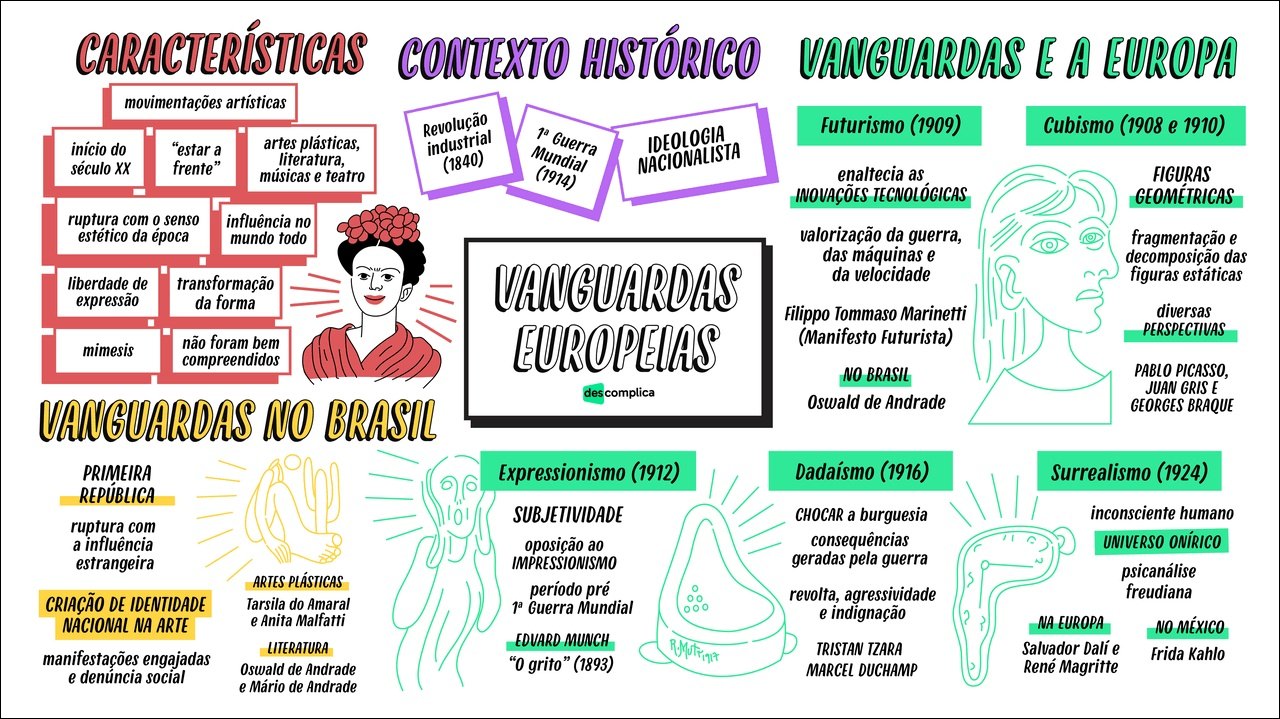 CARACTERÍSTICAS
movimentações artísticas
início do
século XX
“estar a
frente”
artes plásticas,
literatura,
músicas e teatro
ruptura com o senso
estético da época
influência no
mundo todo
liberdade de
expressão
transformação
da forma
mimesis
não foram bem
compreendidos
CONTEXTO HISTÓRICO
Revolução
industrial
(1840)
1ª Guerra
Mundial
(1914)
IDEOLOGIA
NACIONALISTA
VANGUARDAS
EUROPEIAS
descomplica
VANGUARDAS E A EUROPA
Futurismo (1909)
enaltecia as
INOVAÇÕES TECNOLÓGICAS
valorização da guerra,
das máquinas e
da velocidade
Filippo Tommaso Marinetti
(Manifesto Futurista)
NO BRASIL
Oswald de Andrade
Cubismo (1908 e 1910)
FIGURAS
GEOMÉTRICAS
fragmentação e
decomposição das
figuras estáticas
diversas
PERSPECTIVAS
PABLO PICASSO,
JUAN GRIS E
GEORGES BRAQUE
VANGUARDAS NO BRASIL
PRIMEIRA
REPÚBLICA
ruptura com
a influência
estrangeira
CRIAÇÃO DE IDENTIDADE
NACIONAL NA ARTE
manifestações engajadas
e denúncia social
ARTES PLÁSTICAS
Tarsila do Amaral
e Anita Malfatti
LITERATURA
Oswald de Andrade
e Mário de Andrade
Expressionismo (1912)
SUBJETIVIDADE
oposição ao
IMPRESSIONISMO
período pré
1ª Guerra Mundial
EDVARD MUNCH
“O grito” (1893)
R.Mutt 1917
Dadaísmo (1916)
CHOCAR a burguesia
consequências
geradas pela guerra
revolta, agressividade
e indignação
TRISTAN TZARA
MARCEL DUCHAMP
Surrealismo (1924)
inconsciente humano
UNIVERSO ONÍRICO
psicanálise
freudiana
NA EUROPA
Salvador Dalí e
René Magritte
NO MÉXICO
Frida Kahlo